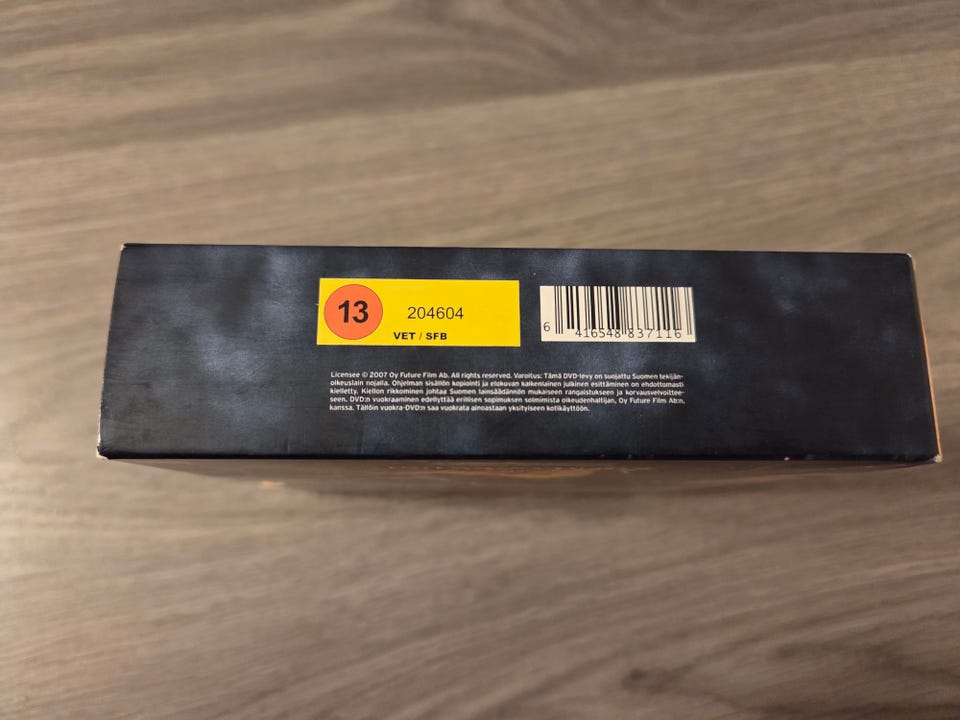 13 204604
VET / SFB
6 416548 837116
Licensee © 2007 Oy Future Film Ab. All rights reserved. Varoitus: Tämä DVD-levy on suojattu Suomen tekijän-
oikeuslain nojalla. Ohjelman sisällön kopiointi ja elokuvan kaikenlainen julkinen esittäminen on ehdottomasti
kielletty. Kiellon rikkominen johtaa Suomen lainsäädännön mukaiseen rangaistukseen ja korvausvelvoittee-
seen. DVD:n vuokraaminen edellyttää erillisen sopimuksen solmimista oikeudenhaltijan, Oy Future Film Ab:n,
kanssa. Tällöin vuokra-DVD:n saa vuokrata ainoastaan yksityiseen kotikäyttöön.